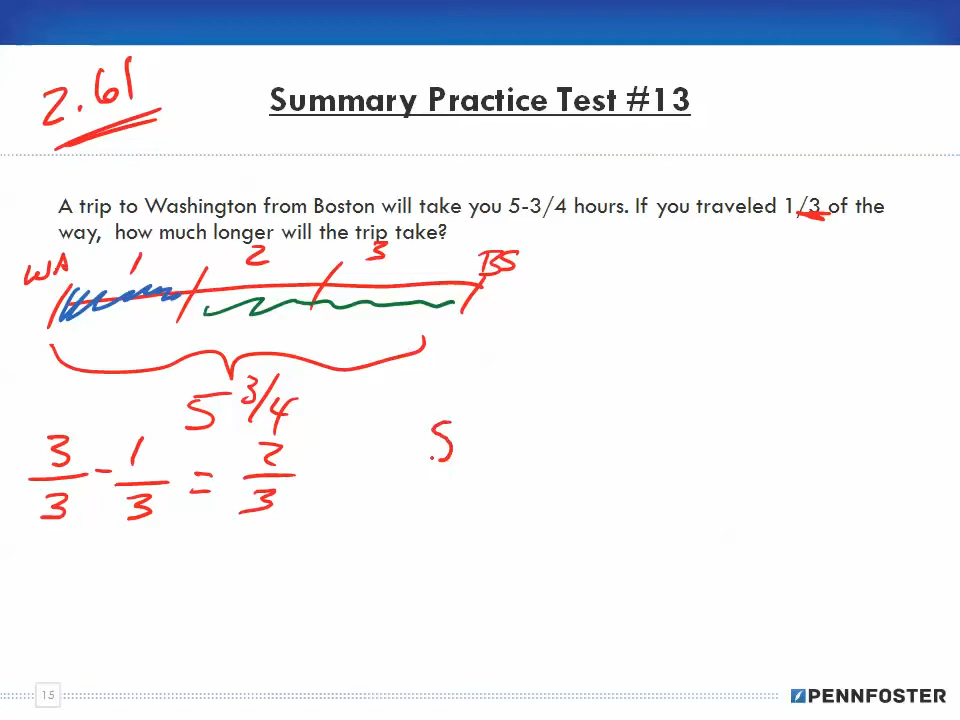 2.61
Summary Practice Test #13
A trip to Washington from Boston will take you 5-3/4 hours. If you traveled 1/3 of the
way, how much longer will the trip take?
WA 1 2 3 BS
5 3/4
3/3 - 1/3 = 2/3
5
15
PENNFOSTER